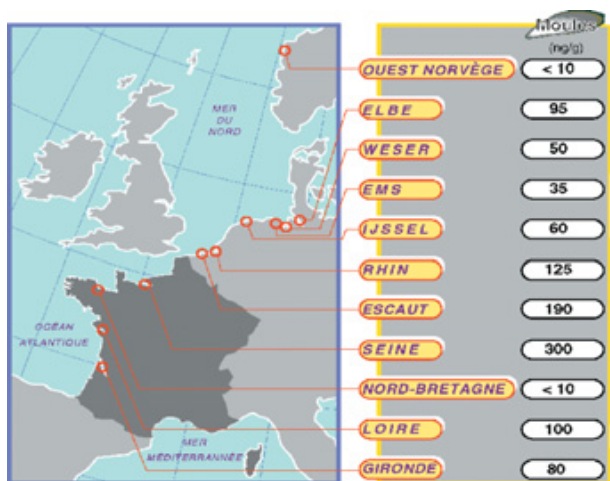 Moules
(ng/g)
MER
DU
NORD
OCÉAN
ATLANTIQUE
MER
MÉDITERRANNÉE
OUEST NORVÈGE < 10
ELBE 95
WESER 50
EMS 35
IJSSEL 60
RHIN 125
ESCAUT 190
SEINE 300
NORD-BRETAGNE < 10
LOIRE 100
GIRONDE 80